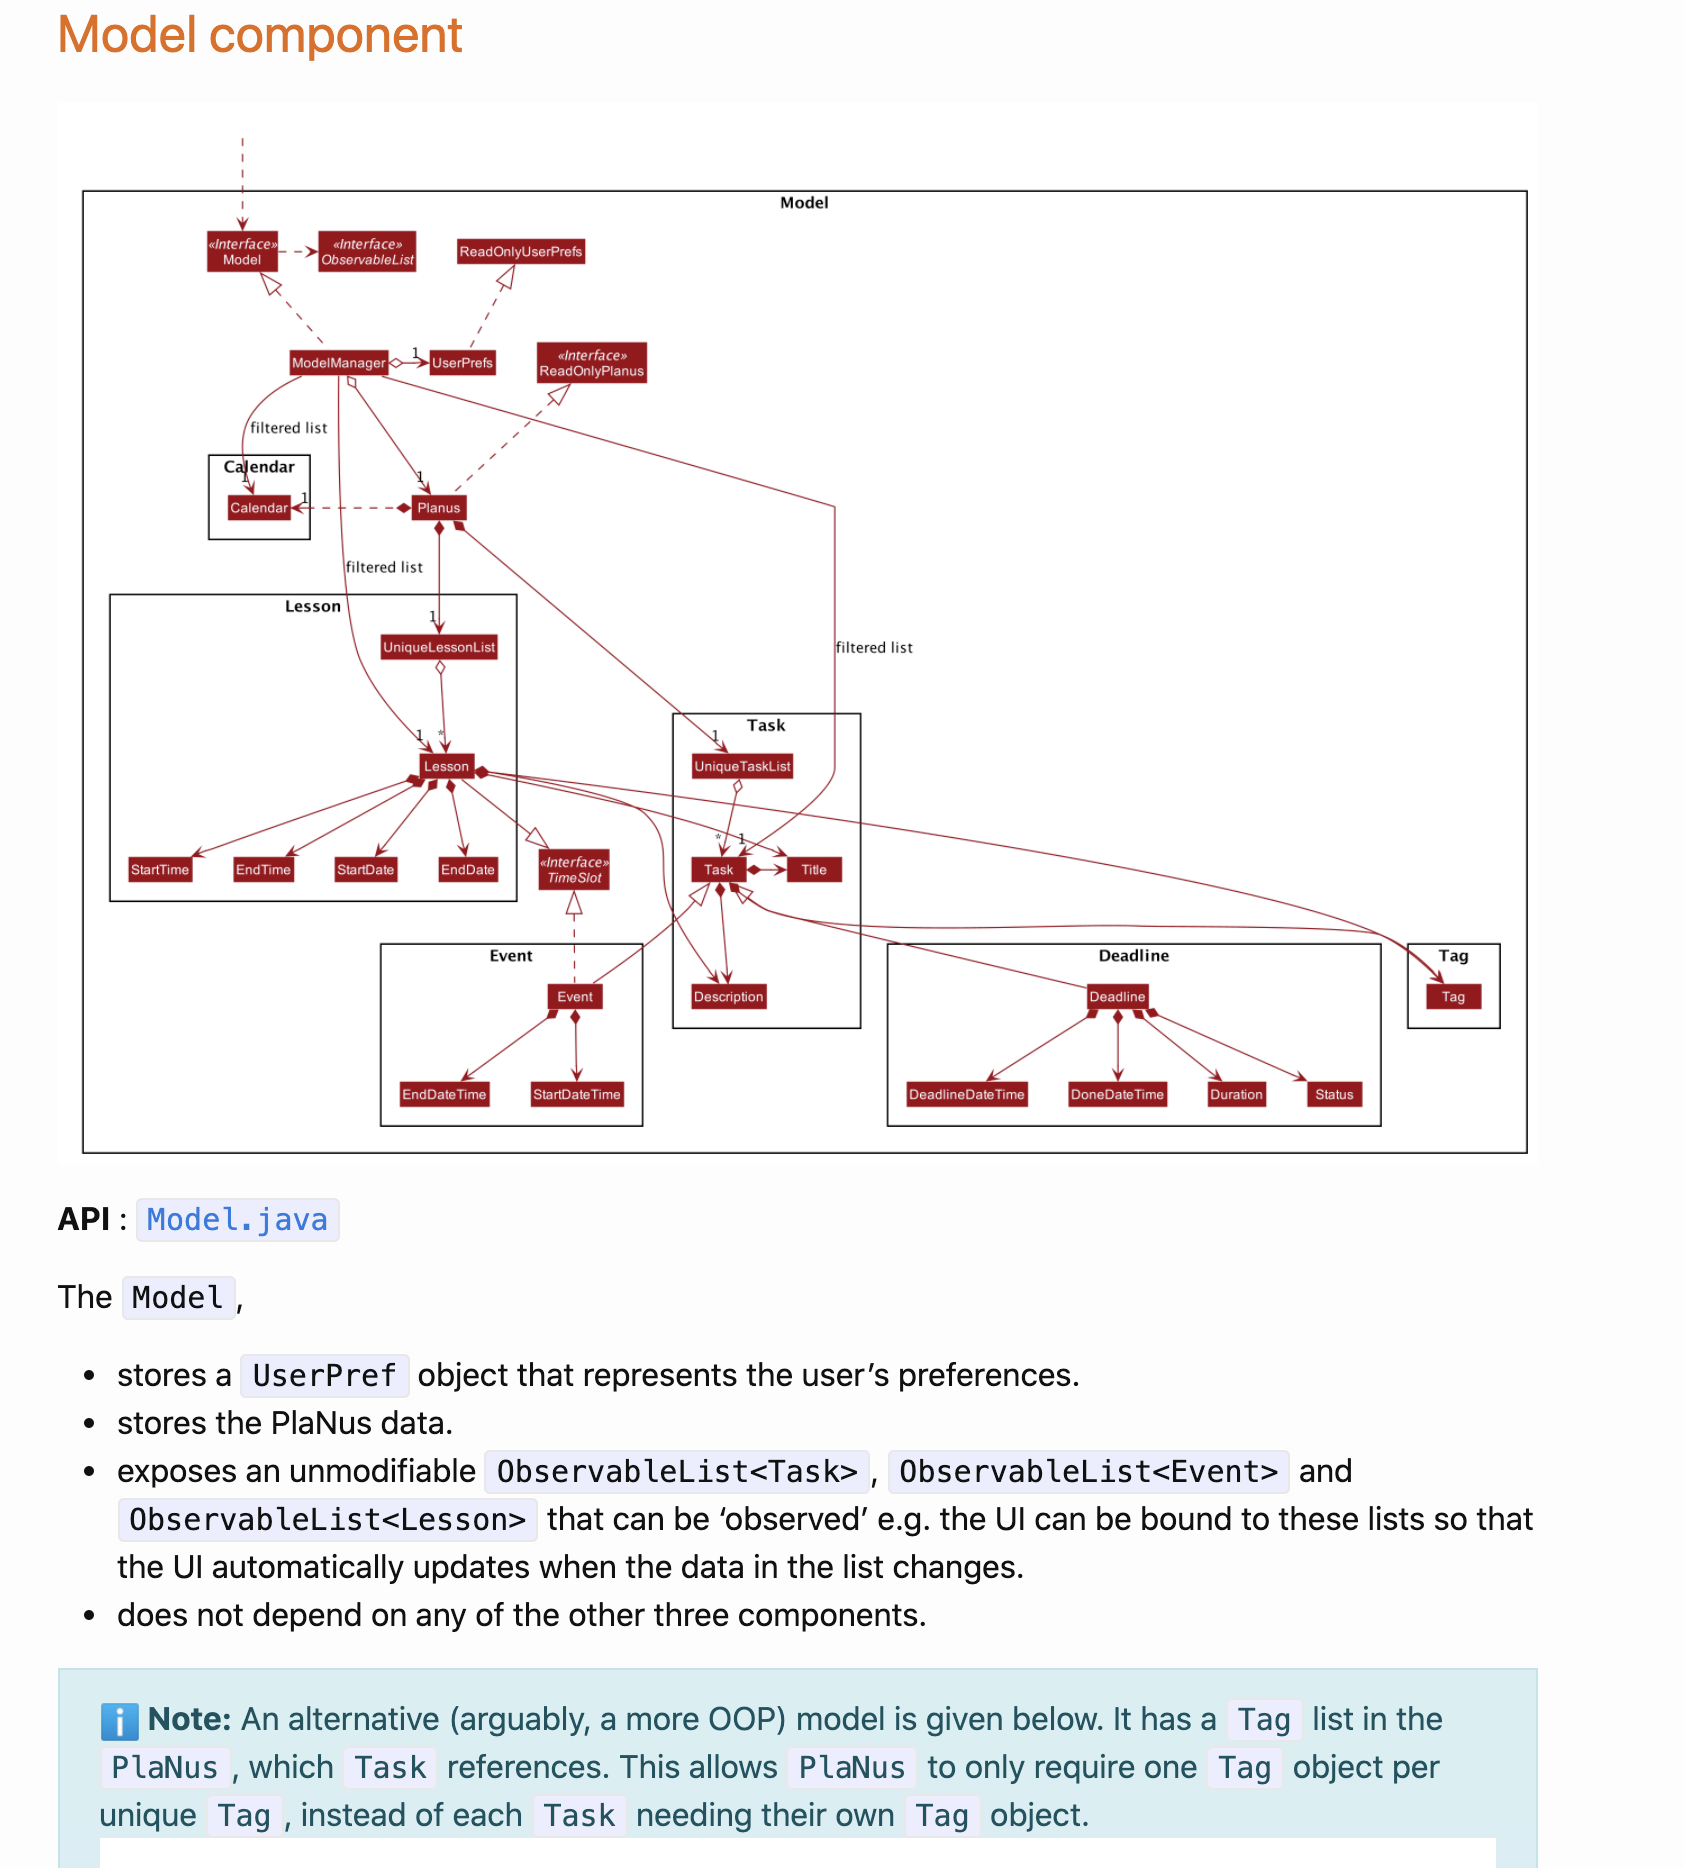 Model component
Model
«Interface»
Model
«Interface»
ObservableList
ReadOnlyUserPrefs
ModelManager
1
UserPrefs
«Interface»
ReadOnlyPlanus
filtered list
Calendar
1
1
Calendar
1
Planus
filtered list
Lesson
1
UniqueLessonList
filtered list
Task
1
*
1
Lesson
UniqueTaskList
*
1
StartTime
EndTime
StartDate
EndDate
«Interface»
TimeSlot
Task
Title
Event
Deadline
Tag
Event
Description
Deadline
Tag
EndDateTime
StartDateTime
DeadlineDateTime
DoneDateTime
Duration
Status
API : Model.java
The Model ,
• stores a UserPref object that represents the user’s preferences.
• stores the PlaNus data.
• exposes an unmodifiable ObservableList<Task> , ObservableList<Event> and
ObservableList<Lesson> that can be ‘observed’ e.g. the UI can be bound to these lists so that
the UI automatically updates when the data in the list changes.
• does not depend on any of the other three components.
ℹ️ Note: An alternative (arguably, a more OOP) model is given below. It has a Tag list in the
PlaNus , which Task references. This allows PlaNus to only require one Tag object per
unique Tag , instead of each Task needing their own Tag object.